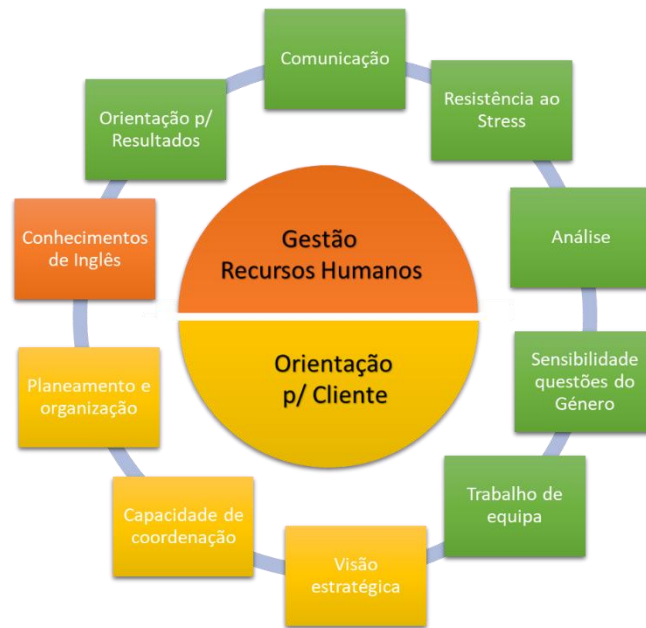 Comunicação
Resistência ao
Stress
Análise
Sensibilidade
questões do
Género
Trabalho de
equipa
Visão
estratégica
Capacidade de
coordenação
Planeamento e
organização
Conhecimentos
de Inglês
Orientação p/
Resultados
Gestão
Recursos Humanos
Orientação
p/ Cliente